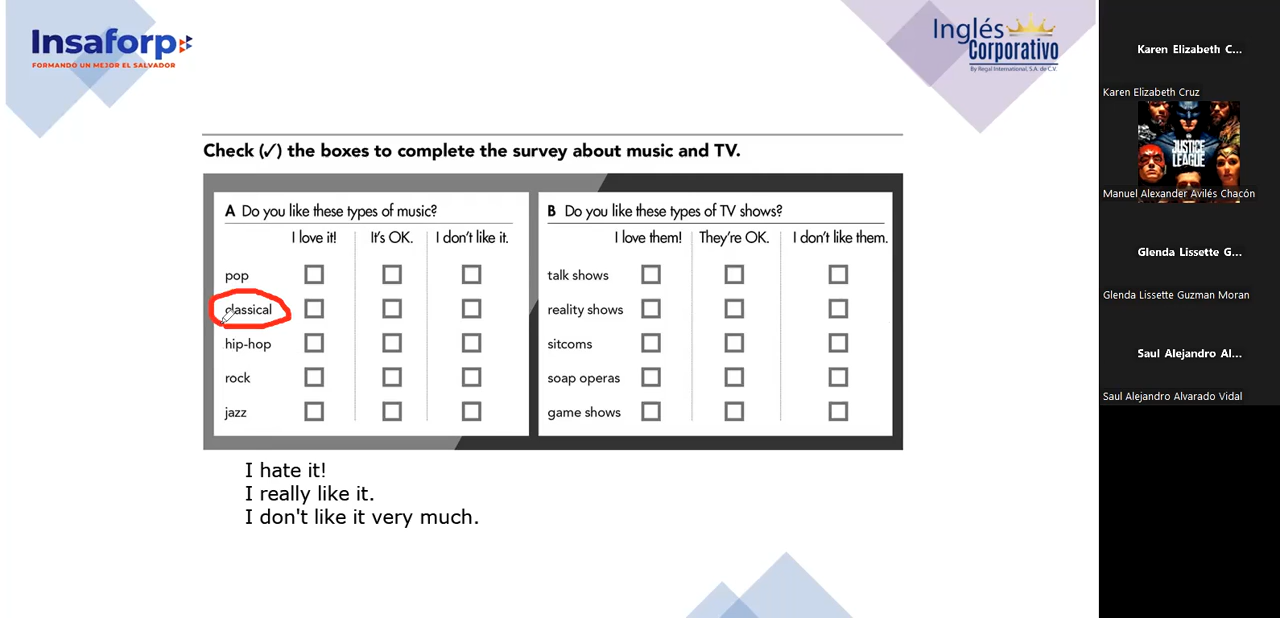 Insaforp
FORMANDO UN MEJOR EL SALVADOR
Inglés
Corporativo
By Regal International, S.A. de C.V.
Check (✓) the boxes to complete the survey about music and TV.
A Do you like these types of music?
I love it! It's OK. I don't like it.
pop
classical
hip-hop
rock
jazz
B Do you like these types of TV shows?
I love them! They're OK. I don't like them.
talk shows
reality shows
sitcoms
soap operas
game shows
I hate it!
I really like it.
I don't like it very much.
Karen Elizabeth C...
Karen Elizabeth Cruz
JUSTICE
LEAGUE
Manuel Alexander Avilés Chacón
Glenda Lissette G...
Glenda Lissette Guzman Moran
Saul Alejandro Al...
Saul Alejandro Alvarado Vidal